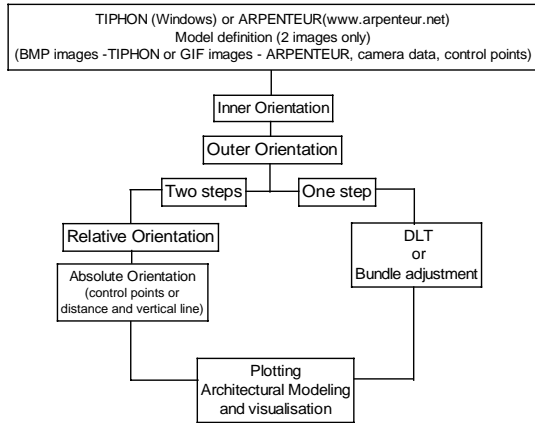 TIPHON (Windows) or ARPENTEUR(www.arpenteur.net)
Model definition (2 images only)
(BMP images -TIPHON or GIF images - ARPENTEUR, camera data, control points)
Inner Orientation
Outer Orientation
Two steps
One step
Relative Orientation
Absolute Orientation
(control points or
distance and vertical line)
DLT
or
Bundle adjustment
Plotting
Architectural Modeling
and visualisation